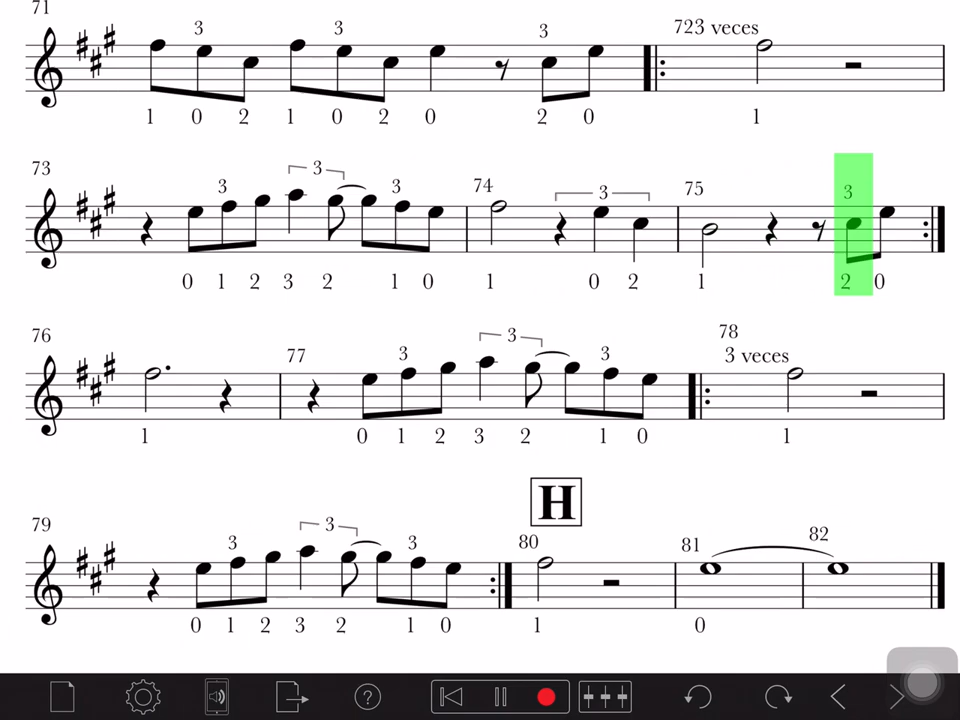 71
3 3 3 723 veces
1 0 2 1 0 2 0 2 0 1
73 3 3 3 74 3 75 3
0 1 2 3 2 1 0 1 0 2 1 2 0
76 77 3 3 3 78
3 veces
1 0 1 2 3 2 1 0 1
H
79 3 3 3 80 81 82
0 1 2 3 2 1 0 1 0
?